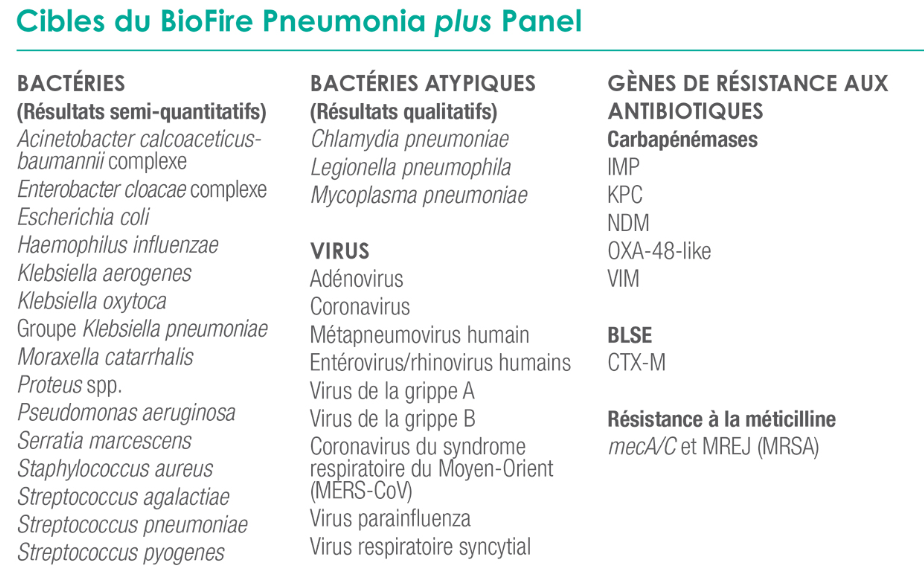 Cibles du BioFire Pneumonia plus Panel
BACTÉRIES
(Résultats semi-quantitatifs)
Acinetobacter calcoaceticus-
baumannii complexe
Enterobacter cloacae complexe
Escherichia coli
Haemophilus influenzae
Klebsiella aerogenes
Klebsiella oxytoca
Groupe Klebsiella pneumoniae
Moraxella catarrhalis
Proteus spp.
Pseudomonas aeruginosa
Serratia marcescens
Staphylococcus aureus
Streptococcus agalactiae
Streptococcus pneumoniae
Streptococcus pyogenes
BACTÉRIES ATYPIQUES
(Résultats qualitatifs)
Chlamydia pneumoniae
Legionella pneumophila
Mycoplasma pneumoniae
VIRUS
Adénovirus
Coronavirus
Métapneumovirus humain
Entérovirus/rhinovirus humains
Virus de la grippe A
Virus de la grippe B
Coronavirus du syndrome
respiratoire du Moyen-Orient
(MERS-CoV)
Virus parainfluenza
Virus respiratoire syncytial
GÈNES DE RÉSISTANCE AUX
ANTIBIOTIQUES
Carbapénémases
IMP
KPC
NDM
OXA-48-like
VIM
BLSE
CTX-M
Résistance à la méticilline
mecA/C et MREJ (MRSA)